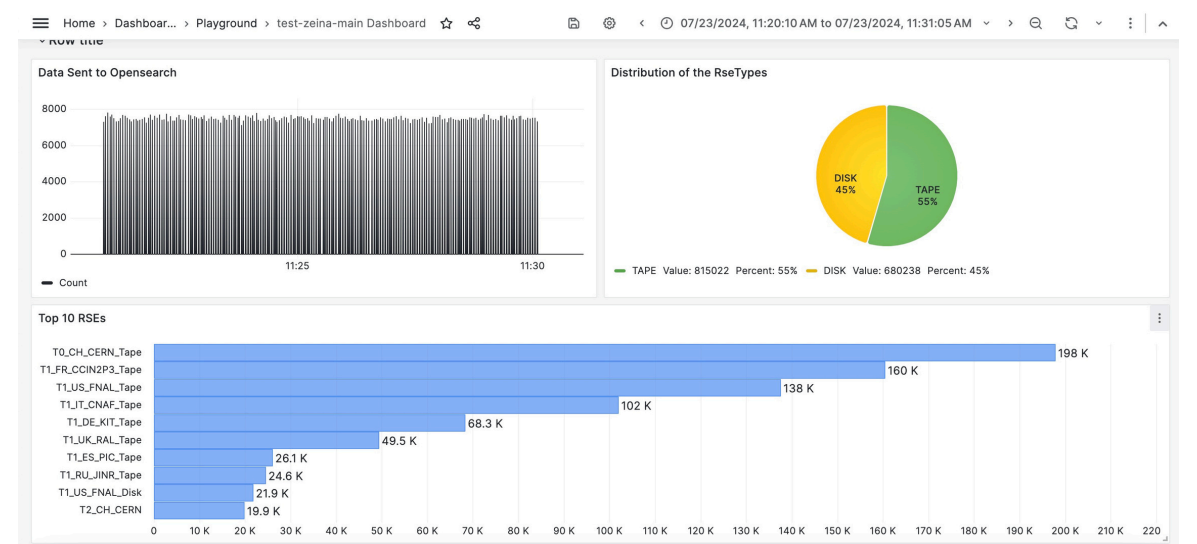 Home › Dashboar... › Playground › test-zeina-main Dashboard 07/23/2024, 11:20:10 AM to 07/23/2024, 11:31:05 AM
Row title
Data Sent to Opensearch
8000
6000
4000
2000
0
11:25 11:30
Count
Distribution of the RseTypes
DISK
45%
TAPE
55%
TAPE Value: 815022 Percent: 55% DISK Value: 680238 Percent: 45%
Top 10 RSEs
T0_CH_CERN_Tape 198 K
T1_FR_CCIN2P3_Tape 160 K
T1_US_FNAL_Tape 138 K
T1_IT_CNAF_Tape 102 K
T1_DE_KIT_Tape 68.3 K
T1_UK_RAL_Tape 49.5 K
T1_ES_PIC_Tape 26.1 K
T1_RU_JINR_Tape 24.6 K
T1_US_FNAL_Disk 21.9 K
T2_CH_CERN 19.9 K
0 10 K 20 K 30 K 40 K 50 K 60 K 70 K 80 K 90 K 100 K 110 K 120 K 130 K 140 K 150 K 160 K 170 K 180 K 190 K 200 K 210 K 220